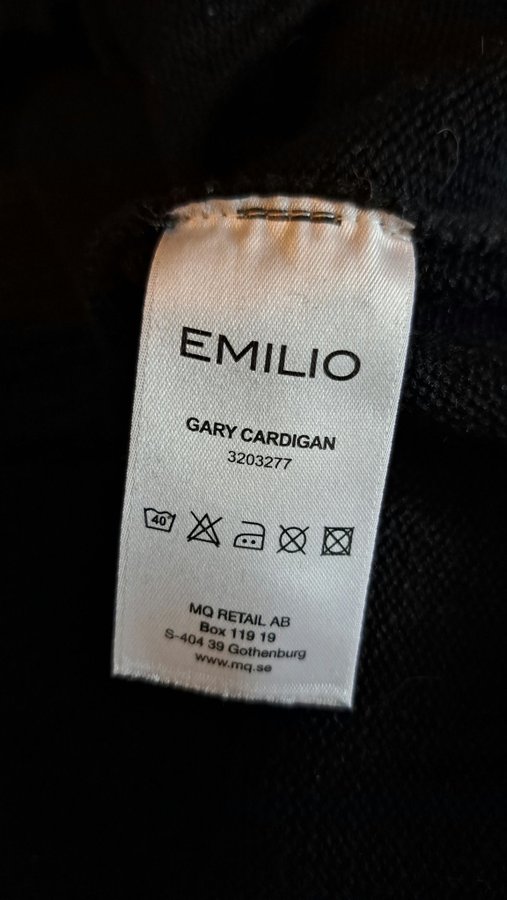 EMILIO
GARY CARDIGAN
3203277
40
MQ RETAIL AB
Box 119 19
S-404 39 Gothenburg
www.mq.se